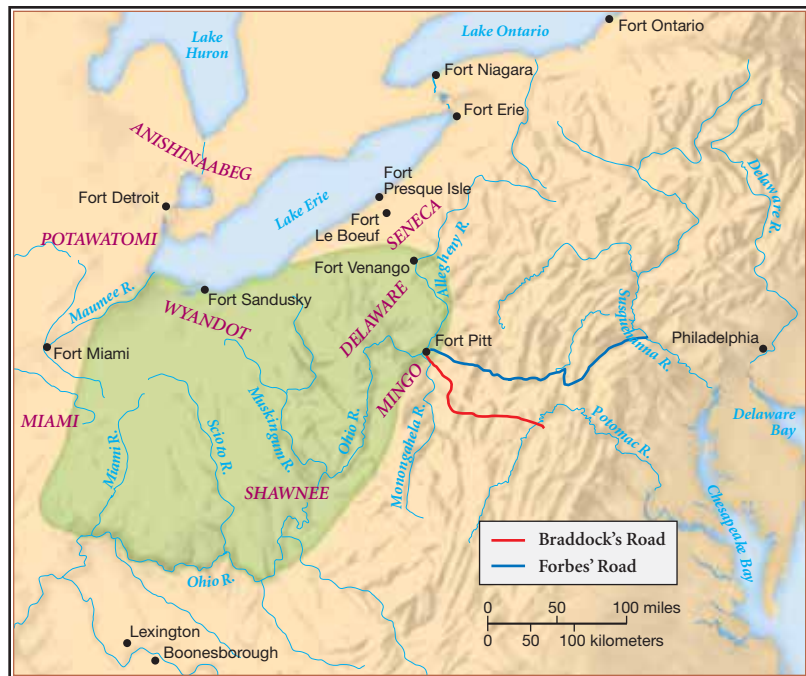 Fort Ontario
Lake Ontario
Lake
Huron
Fort Niagara
Fort Erie
ANISHINAABEG
Fort
Presque Isle
Fort Detroit
Lake Erie
Fort
Le Boeuf
SENECA
Delaware R.
POTAWATOMI
Fort Venango
Allegheny R.
Maumee R.
Fort Sandusky
WYANDOT
DELAWARE
Susquehanna R.
Fort Miami
Fort Pitt
Philadelphia
MINGO
MIAMI
Muskingum R.
Ohio R.
Monongahela R.
Potomac R.
Delaware
Bay
Miami R.
Scioto R.
SHAWNEE
Chesapeake Bay
Braddock's Road
Forbes' Road
Ohio R.
0 50 100 miles
0 50 100 kilometers
Lexington
Boonesborough